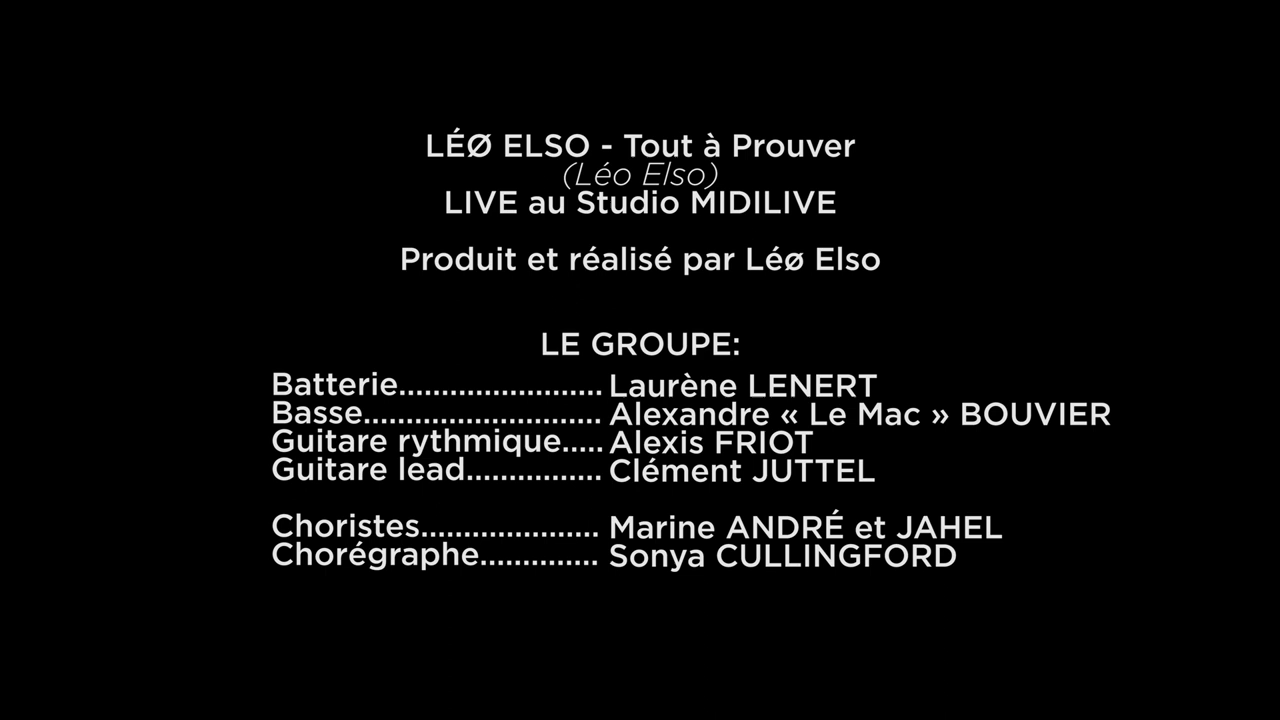 LÉØ ELSO - Tout à Prouver
(Léo Elso)
LIVE au Studio MIDILIVE
Produit et réalisé par Léø Elso
LE GROUPE:
Batterie........................ Laurène LENERT
Basse............................ Alexandre « Le Mac » BOUVIER
Guitare rythmique..... Alexis FRIOT
Guitare lead................ Clément JUTTEL
Choristes..................... Marine ANDRÉ et JAHEL
Chorégraphe.............. Sonya CULLINGFORD